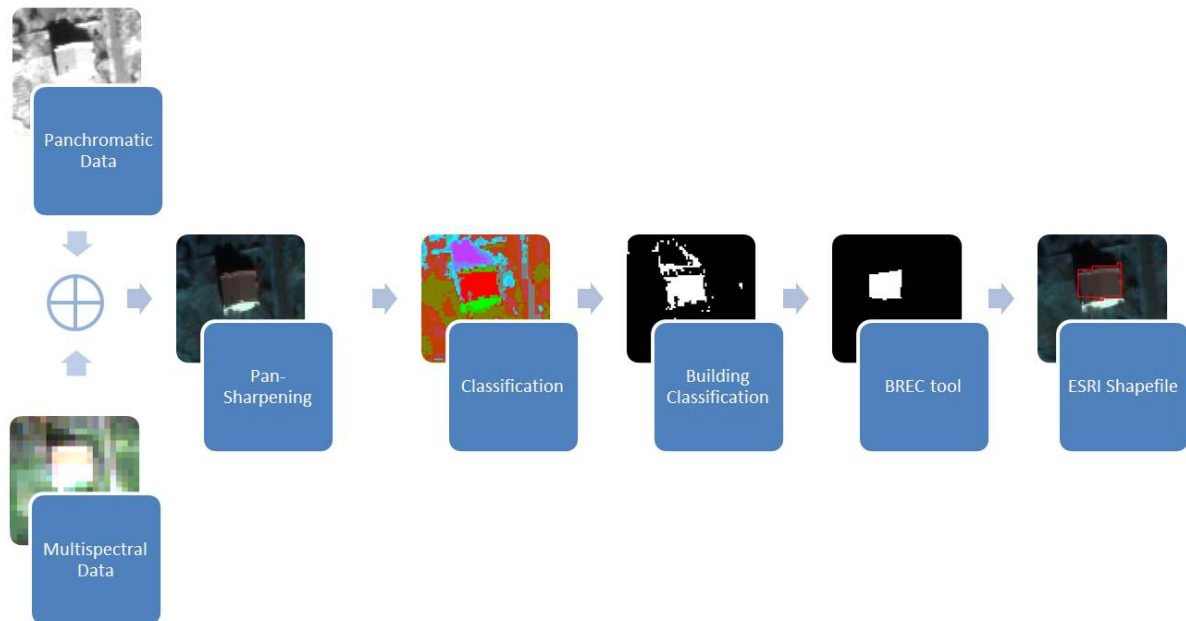 Panchromatic
Data
Pan-
Sharpening
Classification
Building
Classification
BREC tool
ESRI Shapefile
Multispectral
Data